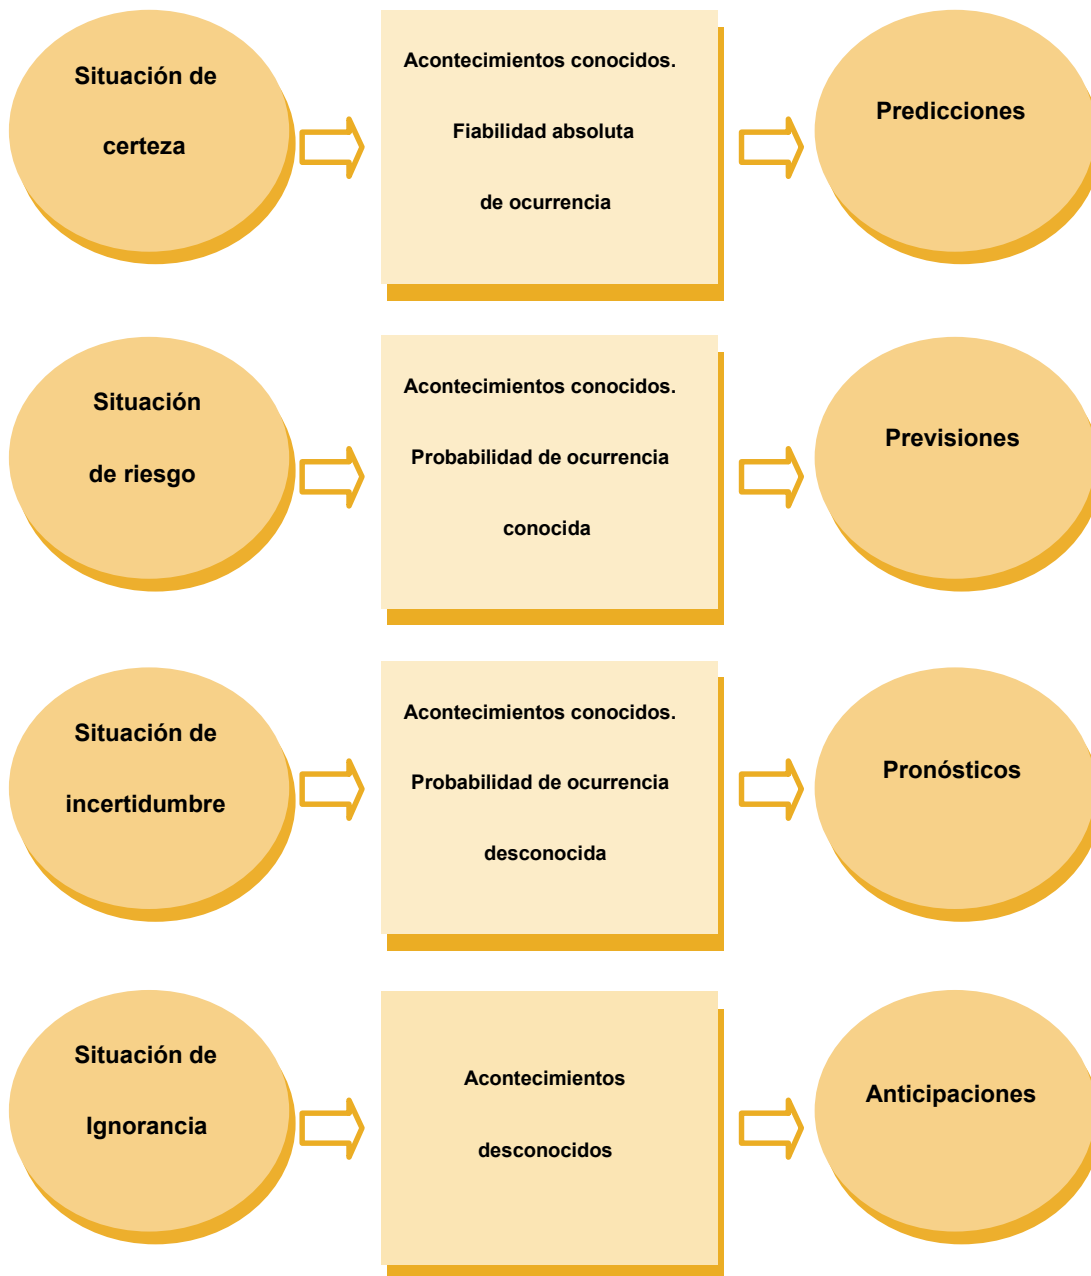 Situación de
certeza
Acontecimientos conocidos.
Fiabilidad absoluta
de ocurrencia
Predicciones
Situación
de riesgo
Acontecimientos conocidos.
Probabilidad de ocurrencia
conocida
Previsiones
Situación de
incertidumbre
Acontecimientos conocidos.
Probabilidad de ocurrencia
desconocida
Pronósticos
Situación de
Ignorancia
Acontecimientos
desconocidos
Anticipaciones